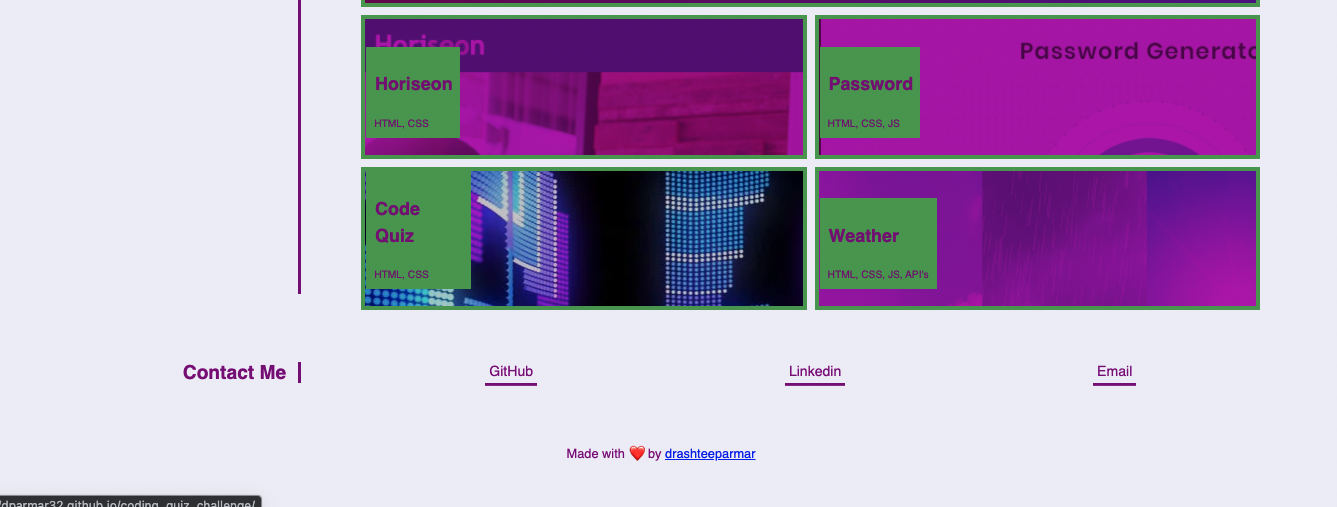 Horiseon
Horiseon
HTML, CSS
Password Generato
Password
HTML, CSS, JS
Code
Quiz
HTML, CSS
Weather
HTML, CSS, JS, API's
Contact Me
GitHub
Linkedin
Email
Made with ❤️ by drashteeparmar
/dparmar32.github.io/coding_quiz_challenge/